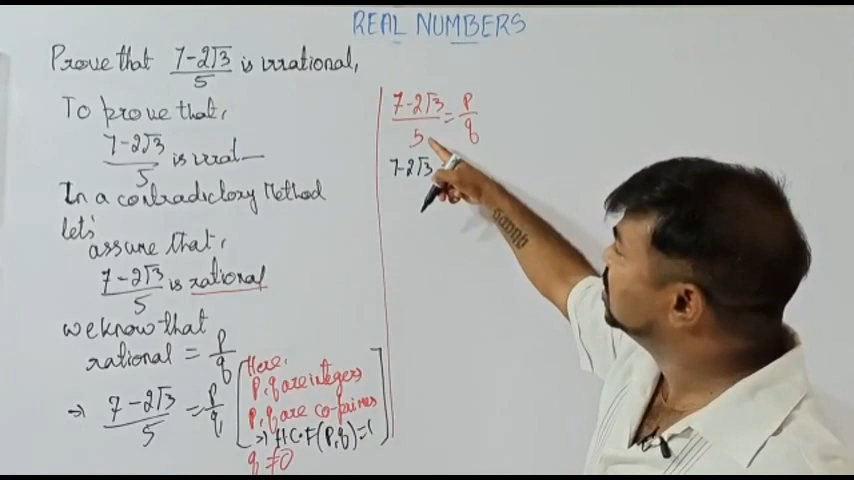 REAL NUMBERS
Prove that 7-2√3/5 is irrational,
To prove that,
7-2√3/5 is irrat—
In a contradictory Method
lets'
assume that,
7-2√3/5 is rational
we know that
rational = P/q
⇒ 7-2√3/5 = P/q,
Here,
P,q are integers
P,q are co-primes
⇒ H.C.F(P,q)=1
q ≠ 0
7-2√3/5 = P/q
7-2√3